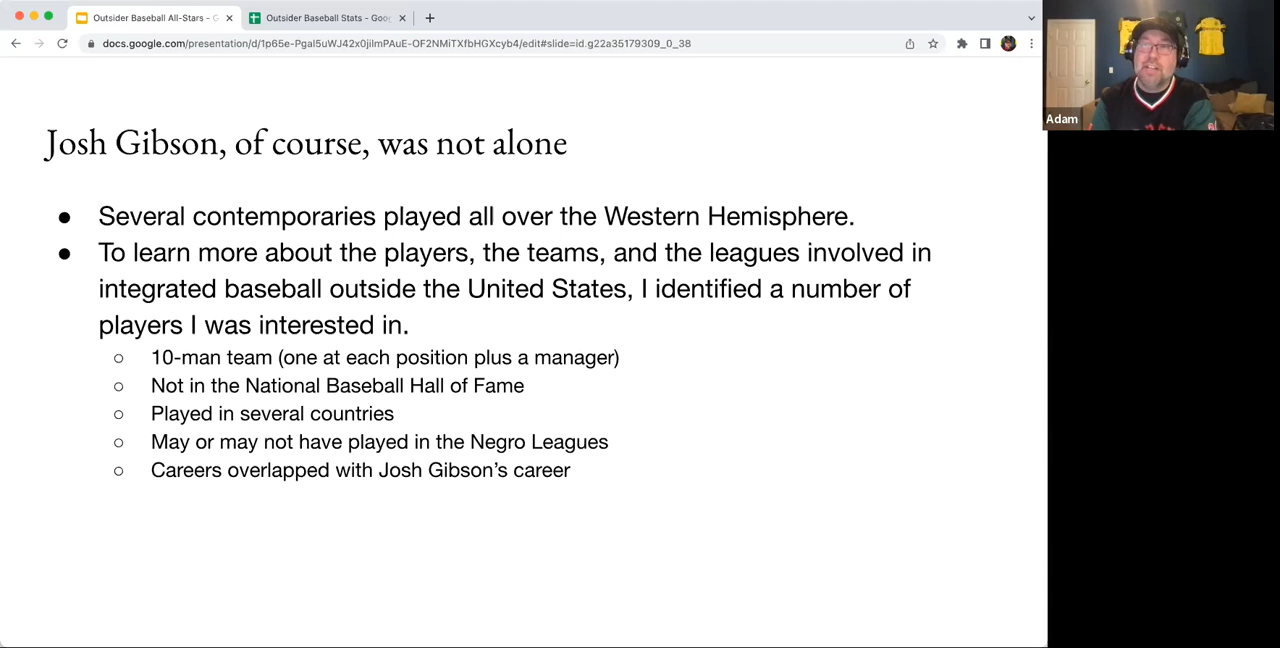 Outsider Baseball All-Stars - G
Outsider Baseball Stats - Goog
docs.google.com/presentation/d/1p65e-Pgal5uWJ42x0jilmPAuE-OF2NMiTXfbHGXcyb4/edit#slide=id.g22a35179309_0_38
Adam
Josh Gibson, of course, was not alone
● Several contemporaries played all over the Western Hemisphere.
● To learn more about the players, the teams, and the leagues involved in
integrated baseball outside the United States, I identified a number of
players I was interested in.
○ 10-man team (one at each position plus a manager)
○ Not in the National Baseball Hall of Fame
○ Played in several countries
○ May or may not have played in the Negro Leagues
○ Careers overlapped with Josh Gibson’s career